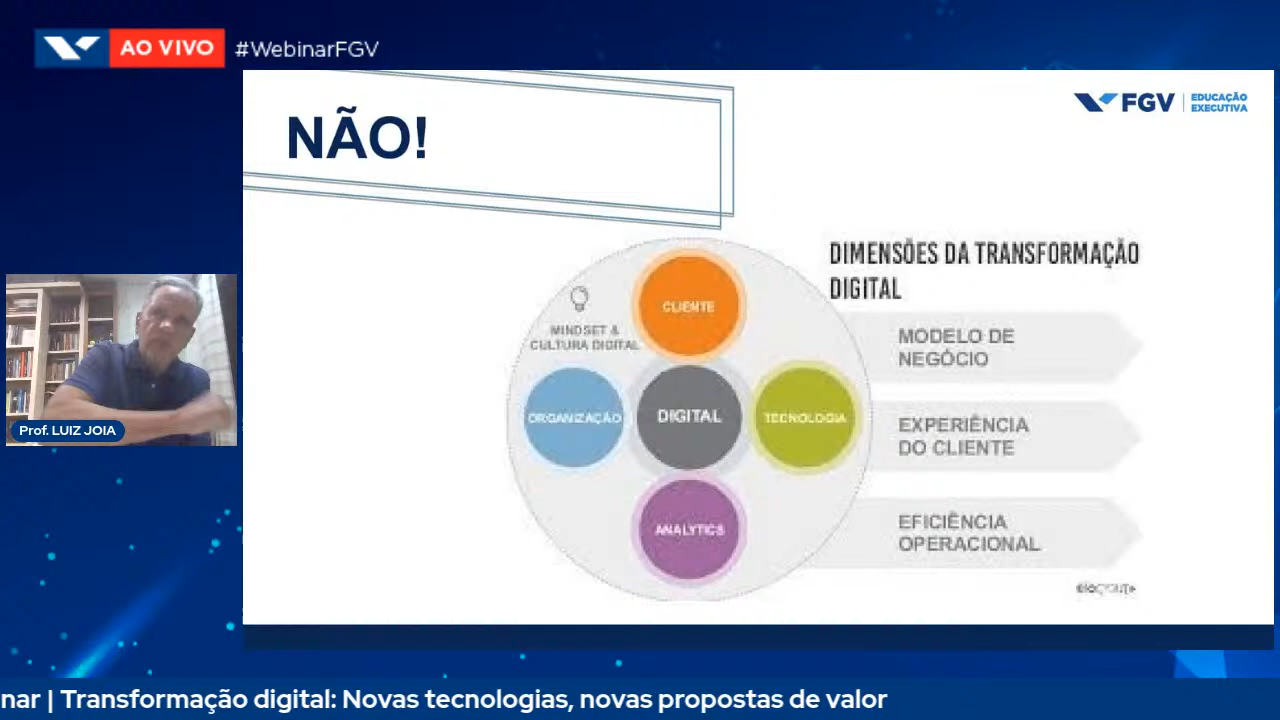 AO VIVO #WebinarFGV
FGV EDUCAÇÃO
EXECUTIVA
NÃO!
DIMENSÕES DA TRANSFORMAÇÃO
DIGITAL
CLIENTE
MINDSET &
CULTURA DIGITAL
ORGANIZAÇÃO
DIGITAL
TECNOLOGIA
ANALYTICS
MODELO DE
NEGÓCIO
EXPERIÊNCIA
DO CLIENTE
EFICIÊNCIA
OPERACIONAL
Prof. LUIZ JOIA
nar | Transformação digital: Novas tecnologias, novas propostas de valor